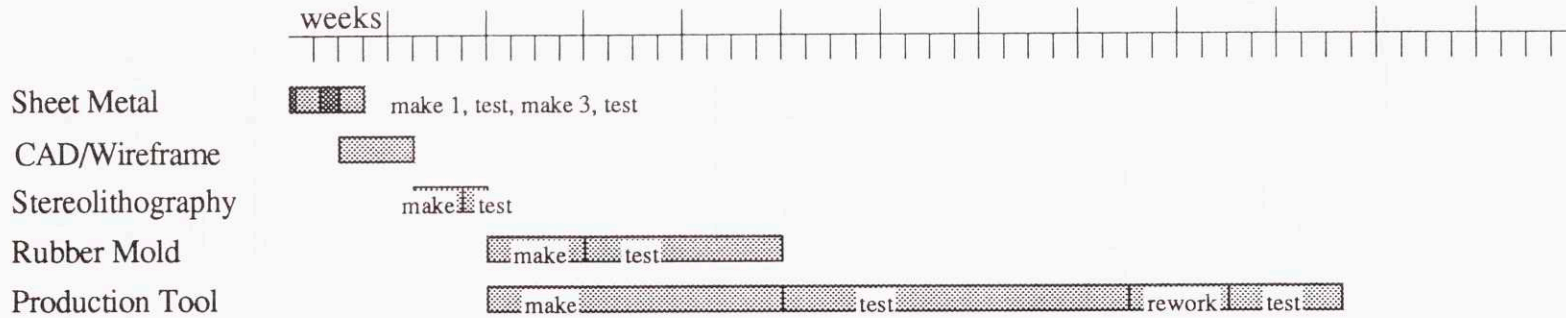 weeks
Sheet Metal make 1, test, make 3, test
CAD/Wireframe
Stereolithography make test
Rubber Mold make test
Production Tool make test rework test